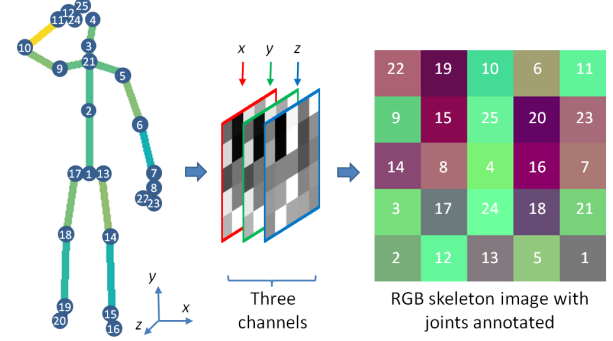 25
12
11 24 4
10
3
21
9 5
2
6
17 1 13
7
8
22 23
18 14
19
20
15
16
y
x
z
x y z
Three
channels
22 19 10 6 11
9 15 25 20 23
14 8 4 16 7
3 17 24 18 21
2 12 13 5 1
RGB skeleton image with
joints annotated